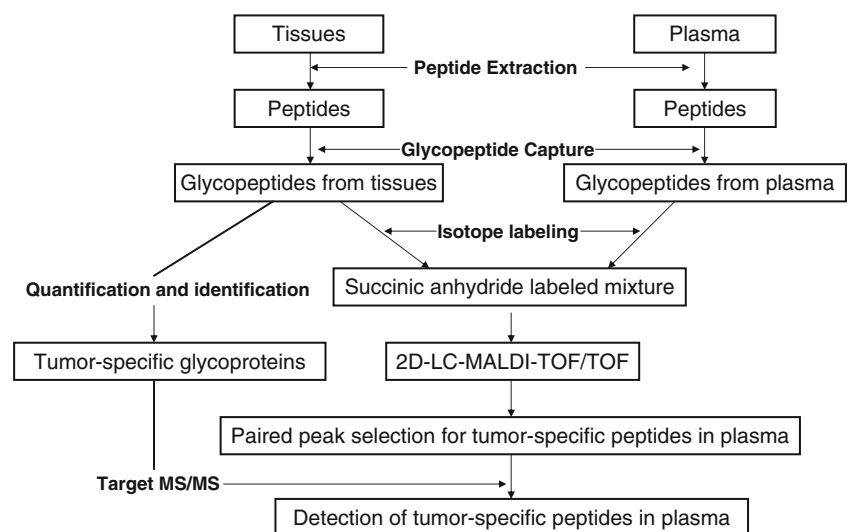 Tissues
Plasma
Peptide Extraction
Peptides
Peptides
Glycopeptide Capture
Glycopeptides from tissues
Glycopeptides from plasma
Isotope labeling
Quantification and identification
Succinic anhydride labeled mixture
Tumor-specific glycoproteins
2D-LC-MALDI-TOF/TOF
Paired peak selection for tumor-specific peptides in plasma
Target MS/MS
Detection of tumor-specific peptides in plasma